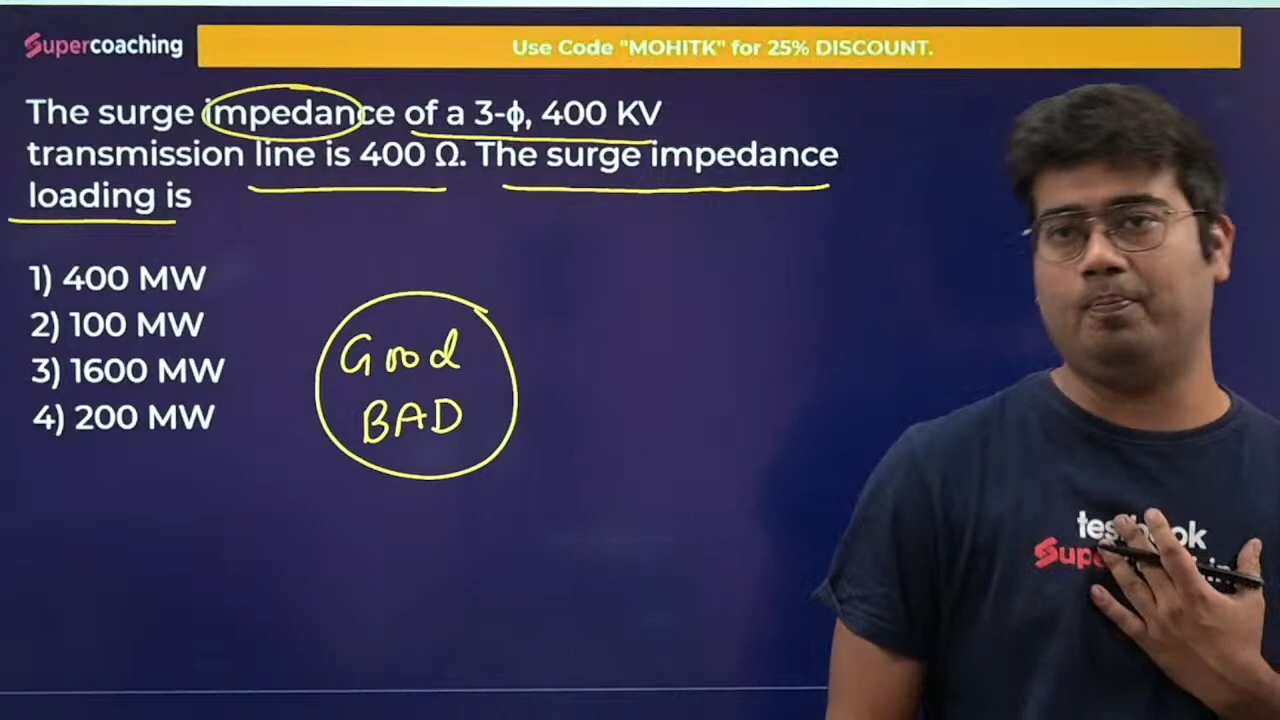 Supercoaching
Use Code "MOHITK" for 25% DISCOUNT.
The surge impedance of a 3-ϕ, 400 KV
transmission line is 400 Ω. The surge impedance
loading is
1) 400 MW
2) 100 MW
3) 1600 MW
4) 200 MW
Good
BAD